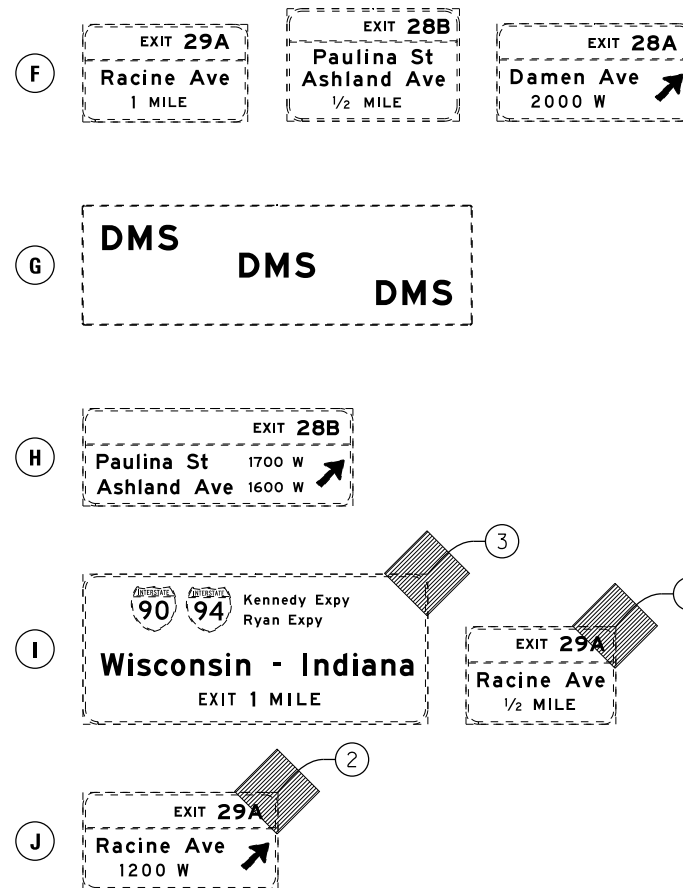 F
EXIT 29A
Racine Ave
1 MILE
EXIT 28B
Paulina St
Ashland Ave
1/2 MILE
EXIT 28A
Damen Ave
2000 W
G
DMS
DMS
DMS
H
EXIT 28B
Paulina St 1700 W
Ashland Ave 1600 W
I
3
INTERSTATE
90
INTERSTATE
94
Kennedy Expy
Ryan Expy
Wisconsin - Indiana
EXIT 1 MILE
EXIT 29A
Racine Ave
1/2 MILE
J
2
EXIT 29A
Racine Ave
1200 W